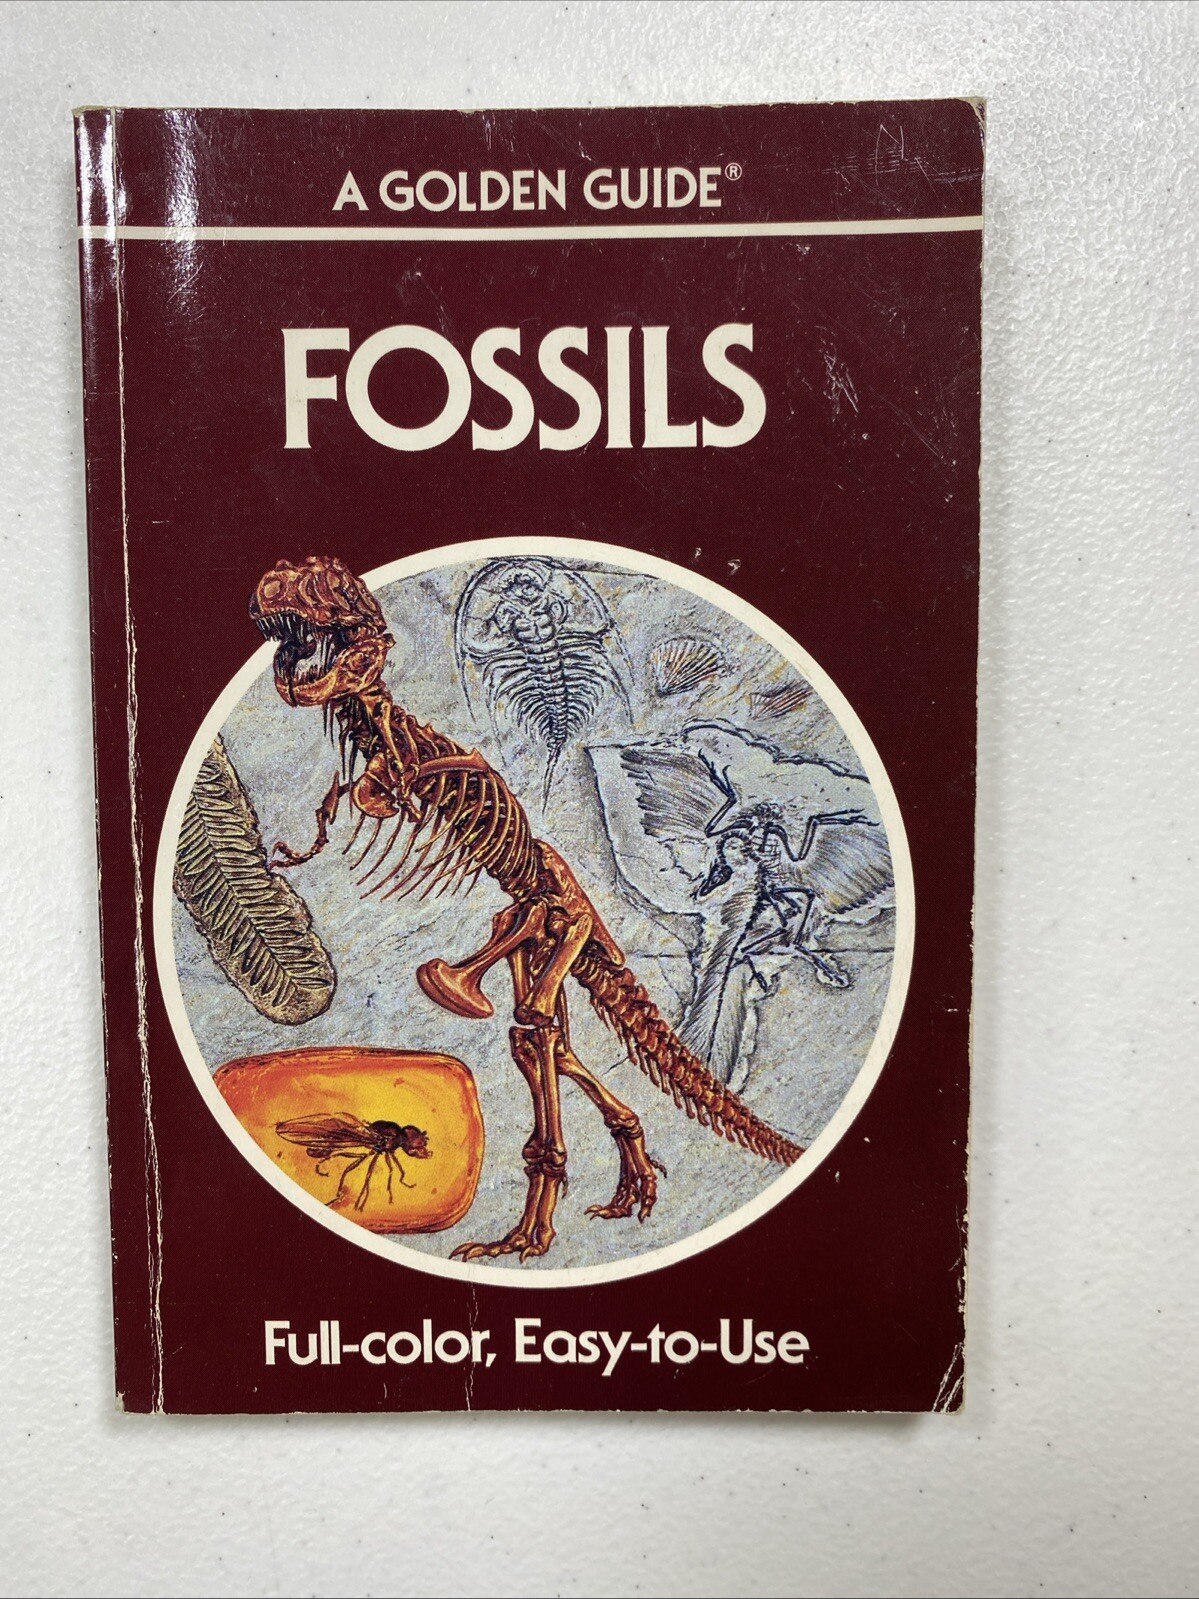 A GOLDEN GUIDE®
FOSSILS
Full-color, Easy-to-Use